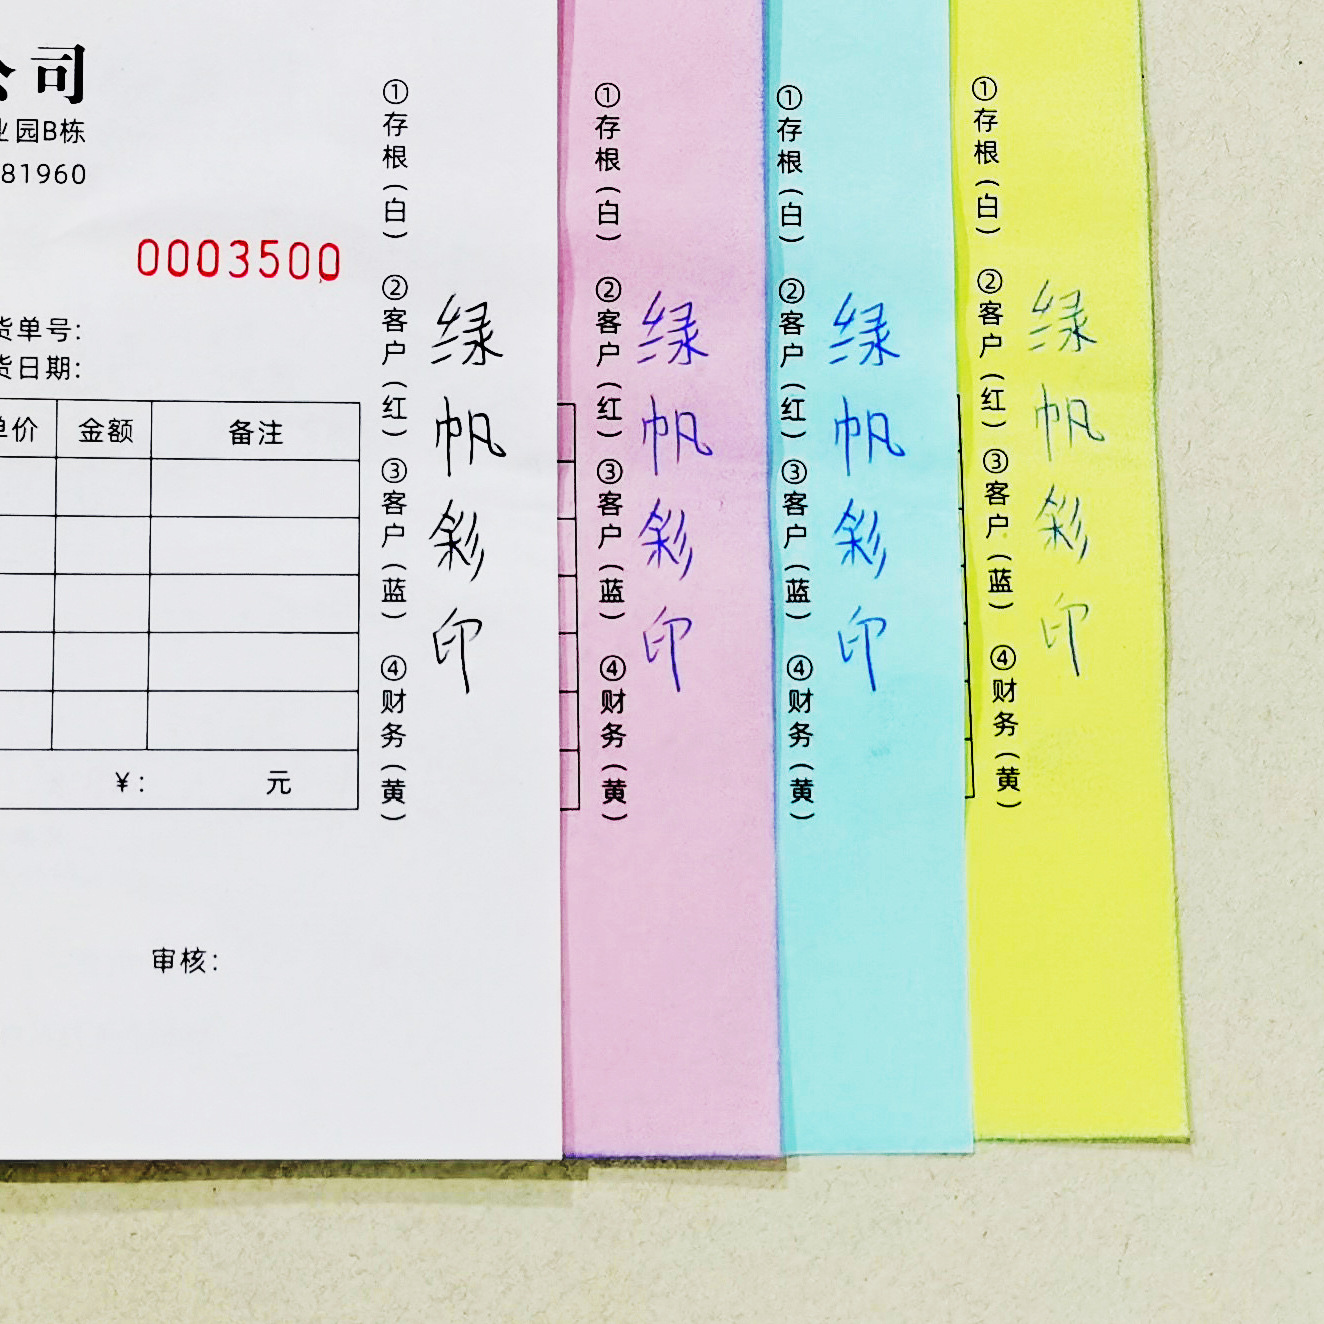 公司
业园B栋
81960
0003500
货单号:
货日期:
单价 金额 备注
¥: 元
审核:
①存根(白) ②客户(红) ③客户(蓝) ④财务(黄)
绿帆彩印
①存根(白) ②客户(红) ③客户(蓝) ④财务(黄)
绿帆彩印
①存根(白) ②客户(红) ③客户(蓝) ④财务(黄)
绿帆彩印
①存根(白) ②客户(红) ③客户(蓝) ④财务(黄)
绿帆彩印